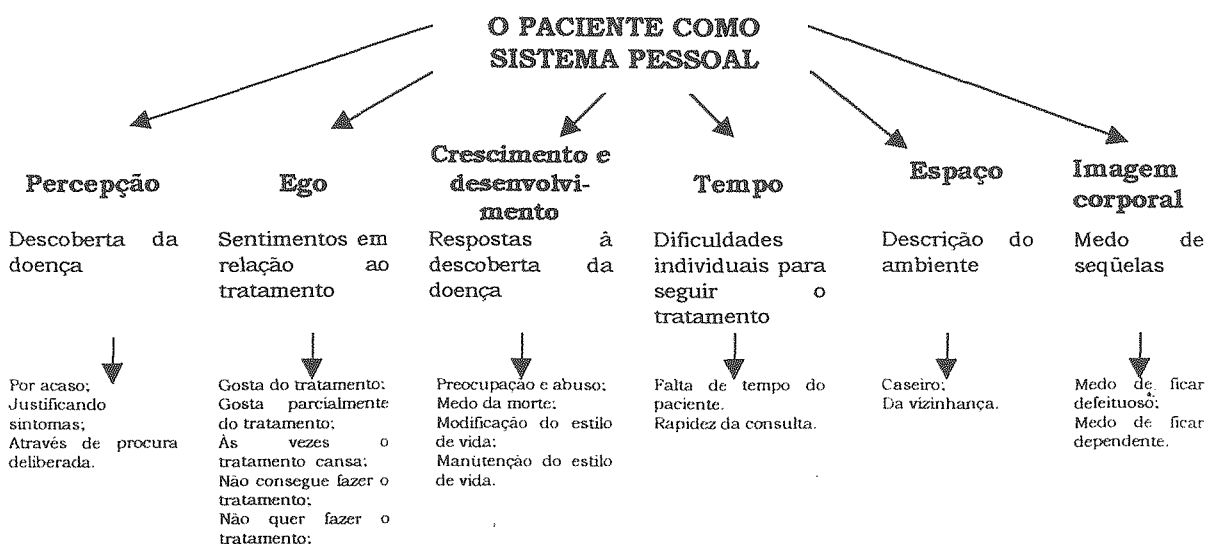 O PACIENTE COMO
SISTEMA PESSOAL
Percepção
Descoberta da
doença
Por acaso;
Justificando
sintomas;
Através de procura
deliberada.
Ego
Sentimentos em
relação ao
tratamento
Gosta do tratamento;
Gosta parcialmente
do tratamento;
Às vezes o
tratamento cansa;
Não consegue fazer o
tratamento;
Não quer fazer o
tratamento;
Crescimento e
desenvolvi-
mento
Respostas à
descoberta da
doença
Preocupação e abuso;
Medo da morte;
Modificação do estilo
de vida;
Manutenção do estilo
de vida.
Tempo
Dificuldades
individuais para
seguir o
tratamento
Falta de tempo do
paciente.
Rapidez da consulta.
Espaço
Descrição do
ambiente
Caseiro;
Da vizinhança.
Imagem
corporal
Medo de
seqüelas
Medo de ficar
defeituoso;
Medo de ficar
dependente.